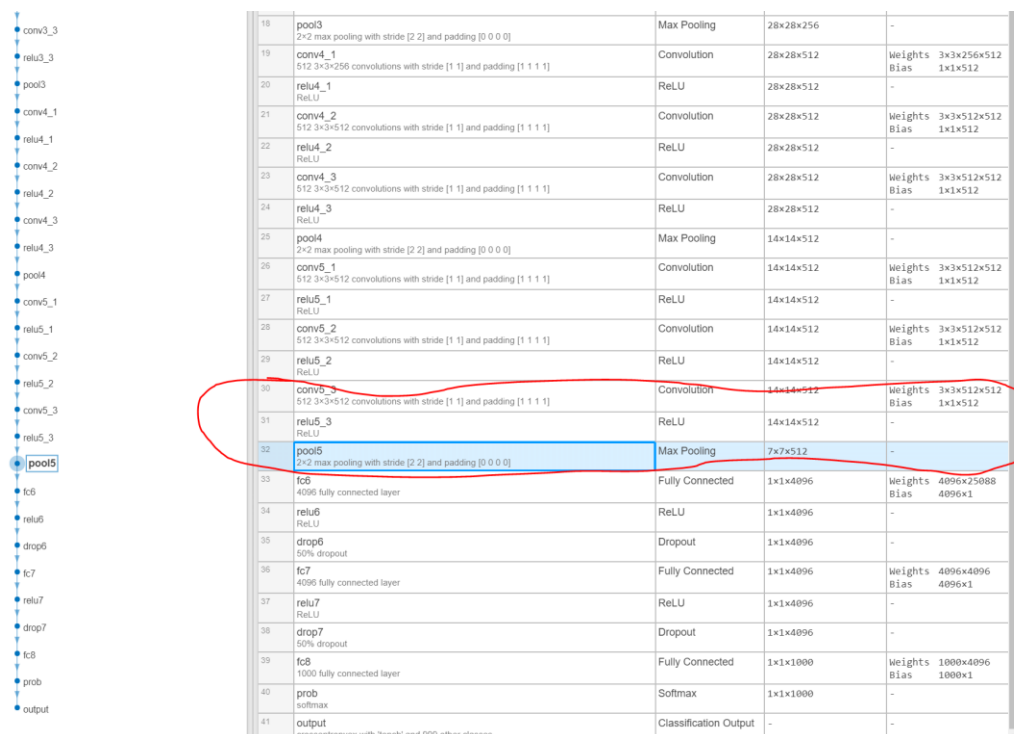 conv3_3
relu3_3
pool3
conv4_1
relu4_1
conv4_2
relu4_2
conv4_3
relu4_3
pool4
conv5_1
relu5_1
conv5_2
relu5_2
conv5_3
relu5_3
pool5
fc6
relu6
drop6
fc7
relu7
drop7
fc8
prob
output
18 pool3 Max Pooling 28×28×256 -
2×2 max pooling with stride [2 2] and padding [0 0 0 0]
19 conv4_1 Convolution 28×28×512 Weights 3×3×256×512
512 3×3×256 convolutions with stride [1 1] and padding [1 1 1 1] Bias 1×1×512
20 relu4_1 ReLU 28×28×512 -
ReLU
21 conv4_2 Convolution 28×28×512 Weights 3×3×512×512
512 3×3×512 convolutions with stride [1 1] and padding [1 1 1 1] Bias 1×1×512
22 relu4_2 ReLU 28×28×512 -
ReLU
23 conv4_3 Convolution 28×28×512 Weights 3×3×512×512
512 3×3×512 convolutions with stride [1 1] and padding [1 1 1 1] Bias 1×1×512
24 relu4_3 ReLU 28×28×512 -
ReLU
25 pool4 Max Pooling 14×14×512 -
2×2 max pooling with stride [2 2] and padding [0 0 0 0]
26 conv5_1 Convolution 14×14×512 Weights 3×3×512×512
512 3×3×512 convolutions with stride [1 1] and padding [1 1 1 1] Bias 1×1×512
27 relu5_1 ReLU 14×14×512 -
ReLU
28 conv5_2 Convolution 14×14×512 Weights 3×3×512×512
512 3×3×512 convolutions with stride [1 1] and padding [1 1 1 1] Bias 1×1×512
29 relu5_2 ReLU 14×14×512 -
ReLU
30 conv5_3 Convolution 14×14×512 Weights 3×3×512×512
512 3×3×512 convolutions with stride [1 1] and padding [1 1 1 1] Bias 1×1×512
31 relu5_3 ReLU 14×14×512 -
ReLU
32 pool5 Max Pooling 7×7×512 -
2×2 max pooling with stride [2 2] and padding [0 0 0 0]
33 fc6 Fully Connected 1×1×4096 Weights 4096×25088
4096 fully connected layer Bias 4096×1
34 relu6 ReLU 1×1×4096 -
ReLU
35 drop6 Dropout 1×1×4096 -
50% dropout
36 fc7 Fully Connected 1×1×4096 Weights 4096×4096
4096 fully connected layer Bias 4096×1
37 relu7 ReLU 1×1×4096 -
ReLU
38 drop7 Dropout 1×1×4096 -
50% dropout
39 fc8 Fully Connected 1×1×1000 Weights 1000×4096
1000 fully connected layer Bias 1000×1
40 prob Softmax 1×1×1000 -
softmax
41 output Classification Output - -